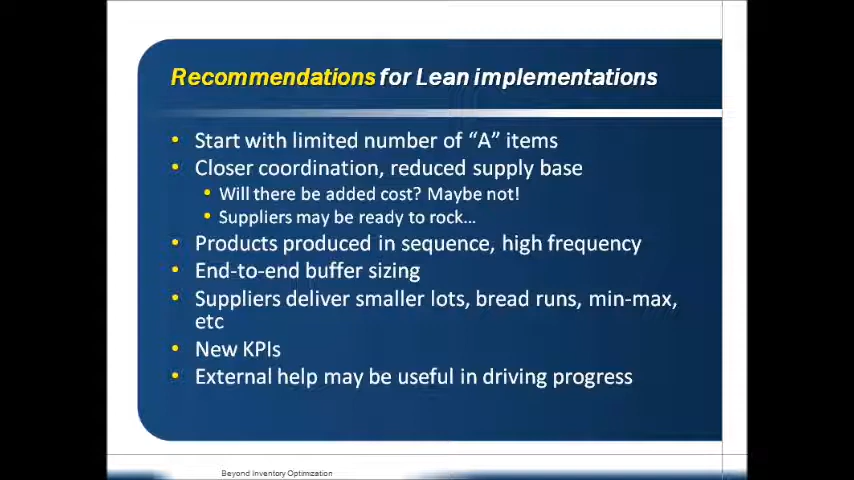 Recommendations for Lean implementations
• Start with limited number of “A” items
• Closer coordination, reduced supply base
• Will there be added cost? Maybe not!
• Suppliers may be ready to rock...
• Products produced in sequence, high frequency
• End-to-end buffer sizing
• Suppliers deliver smaller lots, bread runs, min-max,
etc
• New KPIs
• External help may be useful in driving progress
Beyond Inventory Optimization